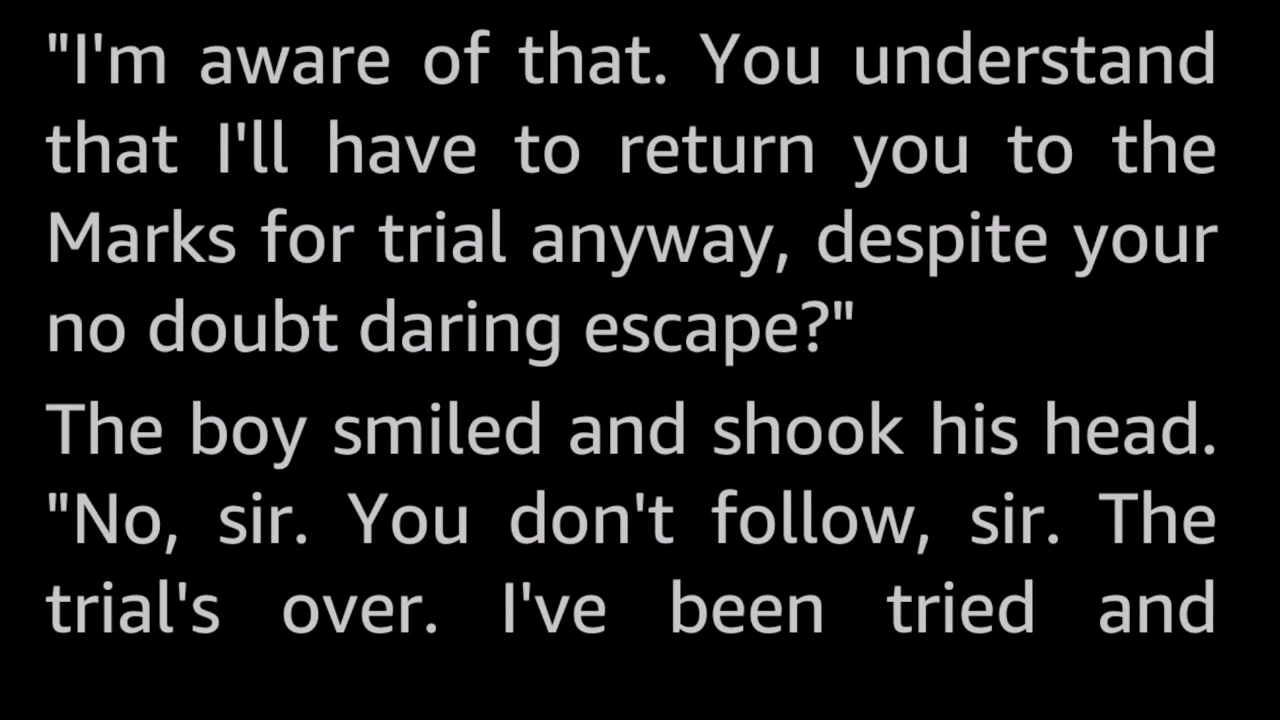 "I'm aware of that. You understand
that I'll have to return you to the
Marks for trial anyway, despite your
no doubt daring escape?"
The boy smiled and shook his head.
"No, sir. You don't follow, sir. The
trial's over. I've been tried and